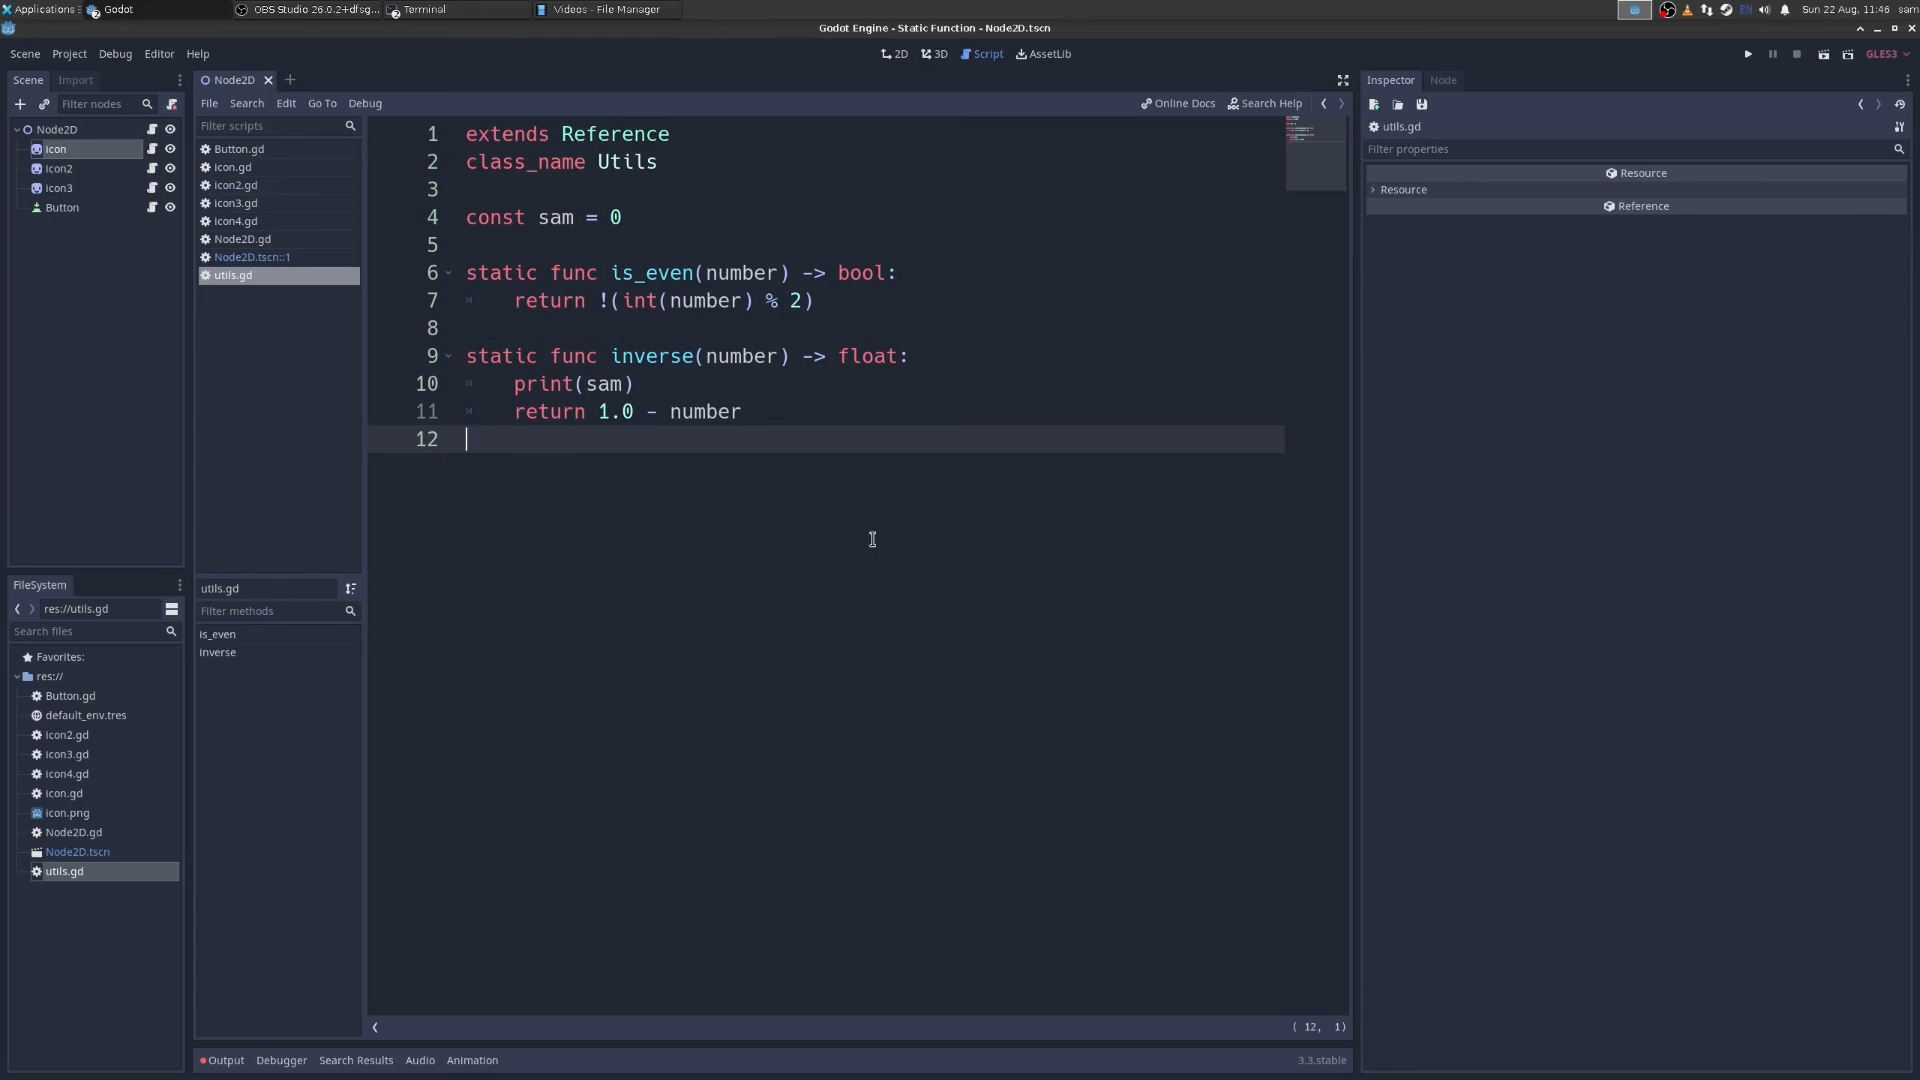 Applications Godot OBS Studio 26.0.2+dfsg... Terminal Videos - File Manager EN Sun 22 Aug, 11:46 sam
Godot Engine - Static Function - Node2D.tscn
Scene Project Debug Editor Help 2D 3D Script AssetLib GLES3
Scene Import Node2D Inspector Node
Filter nodes File Search Edit Go To Debug Online Docs Search Help
Node2D
icon
icon2
icon3
Button
Filter scripts
Button.gd
icon.gd
icon2.gd
icon3.gd
icon4.gd
Node2D.gd
Node2D.tscn::1
utils.gd
1 extends Reference
2 class_name Utils
3
4 const sam = 0
5
6 static func is_even(number) -> bool:
7 return !(int(number) % 2)
8
9 static func inverse(number) -> float:
10 print(sam)
11 return 1.0 - number
12
utils.gd
Filter properties
Resource
Resource
Reference
FileSystem
res://utils.gd
Search files
Favorites:
res://
Button.gd
default_env.tres
icon2.gd
icon3.gd
icon4.gd
icon.gd
icon.png
Node2D.gd
Node2D.tscn
utils.gd
utils.gd
Filter methods
is_even
inverse
( 12, 1)
Output Debugger Search Results Audio Animation 3.3.stable